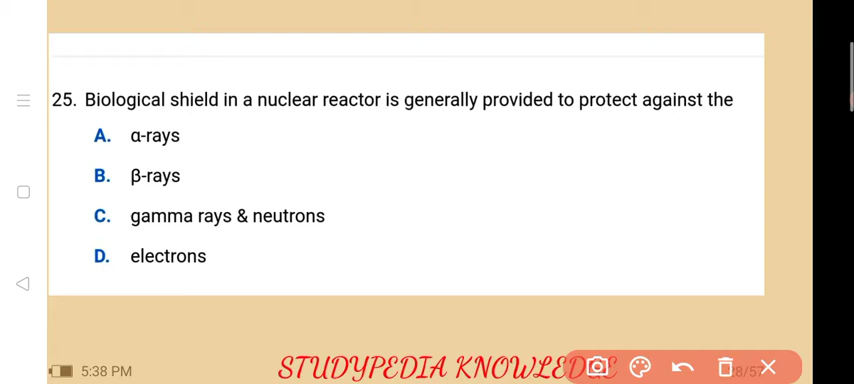 25. Biological shield in a nuclear reactor is generally provided to protect against the
A. α-rays
B. β-rays
C. gamma rays & neutrons
D. electrons
5:38 PM
STUDYPEDIA KNOWLEDGE
/57